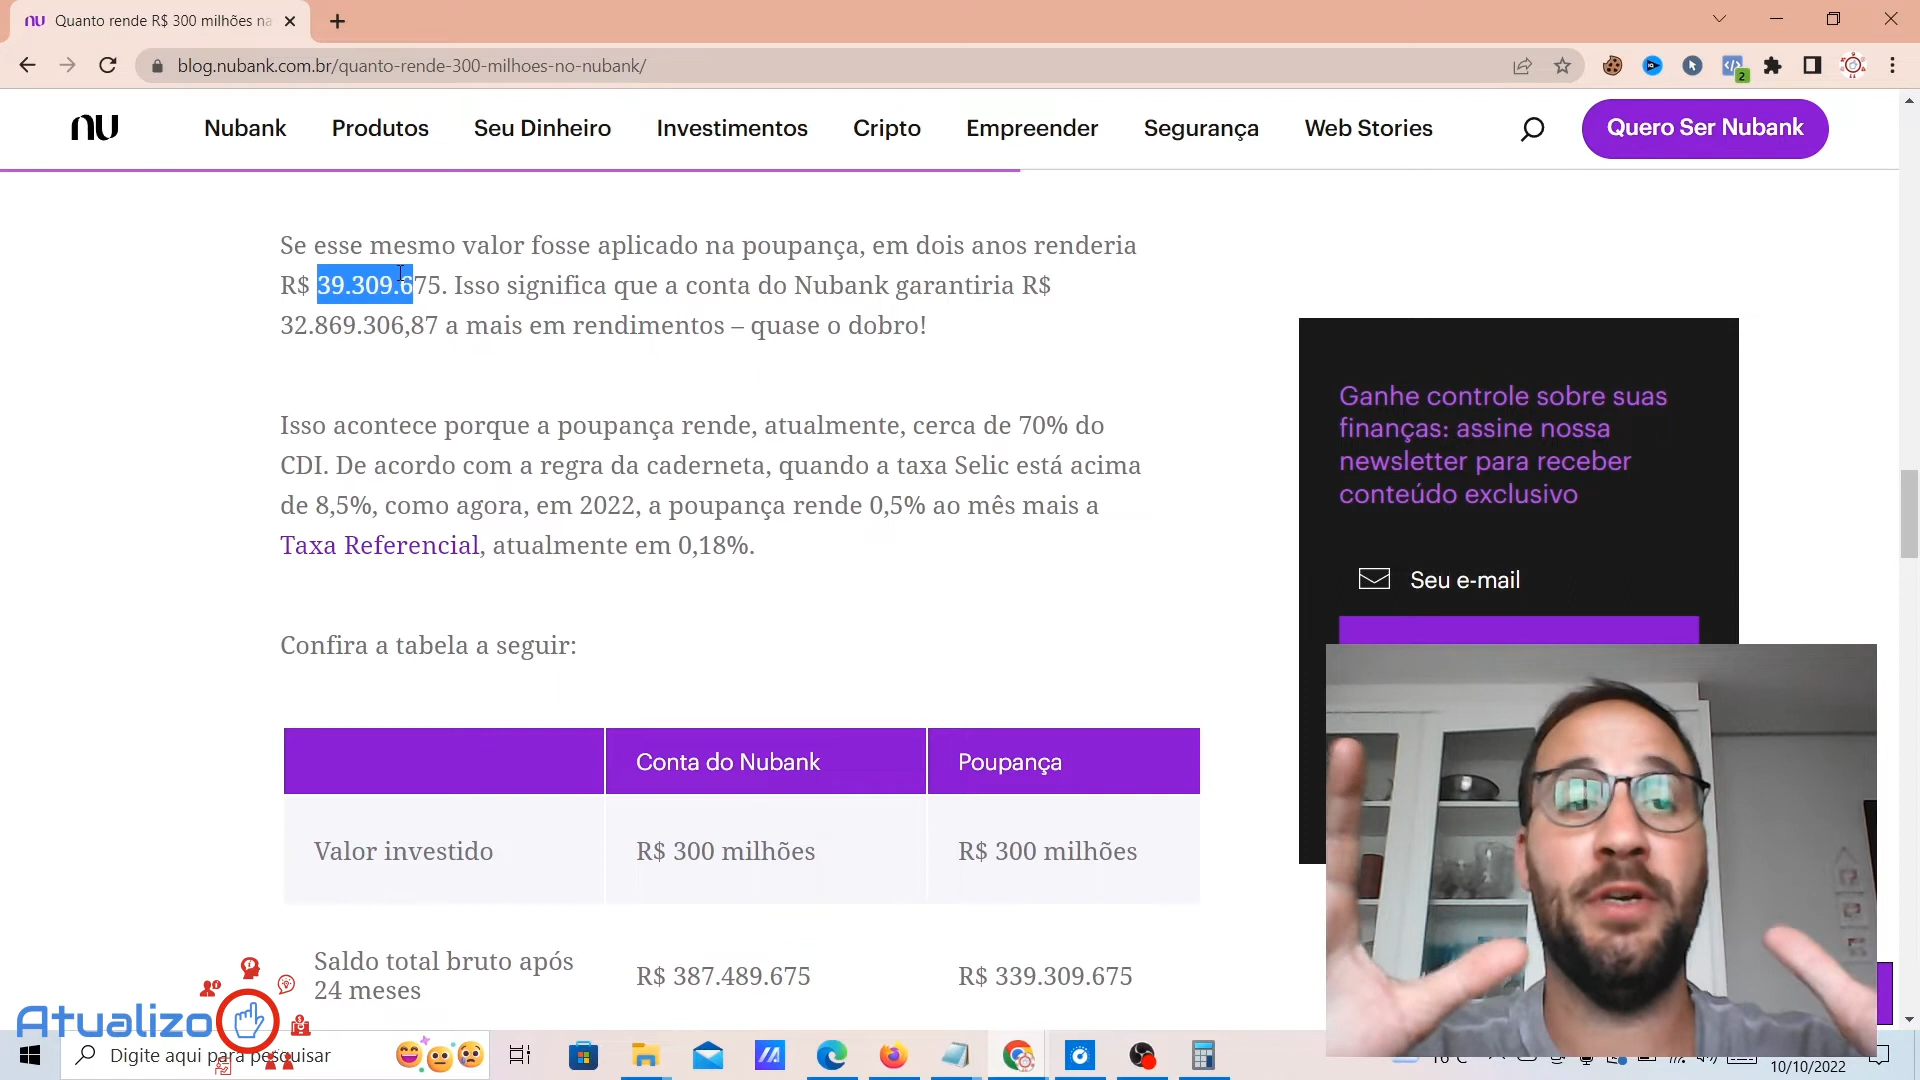 Quanto rende R$ 300 milhões na
blog.nubank.com.br/quanto-rende-300-milhoes-no-nubank/
2
nu
Nubank
Produtos
Seu Dinheiro
Investimentos
Cripto
Empreender
Segurança
Web Stories
Quero Ser Nubank
Se esse mesmo valor fosse aplicado na poupança, em dois anos renderia
R$ 39.309.675. Isso significa que a conta do Nubank garantiria R$
32.869.306,87 a mais em rendimentos – quase o dobro!
Isso acontece porque a poupança rende, atualmente, cerca de 70% do
CDI. De acordo com a regra da caderneta, quando a taxa Selic está acima
de 8,5%, como agora, em 2022, a poupança rende 0,5% ao mês mais a
Taxa Referencial, atualmente em 0,18%.
Confira a tabela a seguir:
Conta do Nubank
Poupança
Valor investido
R$ 300 milhões
R$ 300 milhões
Saldo total bruto após
24 meses
R$ 387.489.675
R$ 339.309.675
Ganhe controle sobre suas
finanças: assine nossa
newsletter para receber
conteúdo exclusivo
Seu e-mail
Atualizo
Digite aqui para pesquisar
16°C
10/10/2022